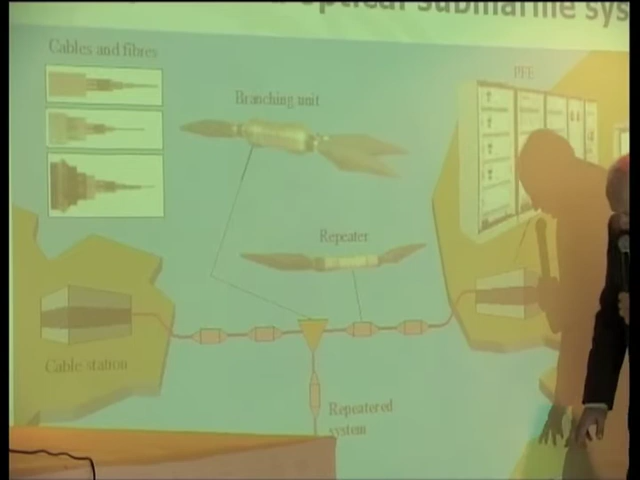 optical submarine sys
Cables and fibres
PFE
Branching unit
Repeater
Cable station
Repeatered
system